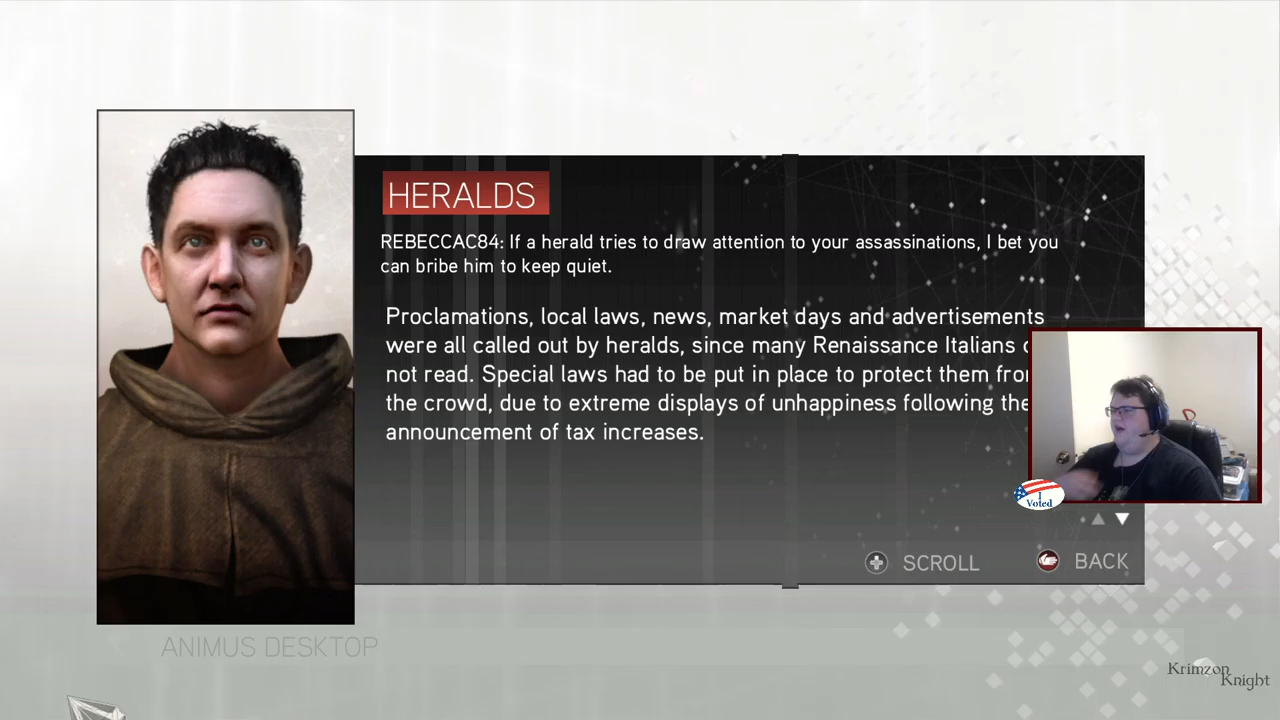 HERALDS
REBECCAC84: If a herald tries to draw attention to your assassinations, I bet you
can bribe him to keep quiet.
Proclamations, local laws, news, market days and advertisements
were all called out by heralds, since many Renaissance Italians
not read. Special laws had to be put in place to protect them from
the crowd, due to extreme displays of unhappiness following the
announcement of tax increases.
I
Voted
SCROLL
BACK
ANIMUS DESKTOP
Krimzon
Knight